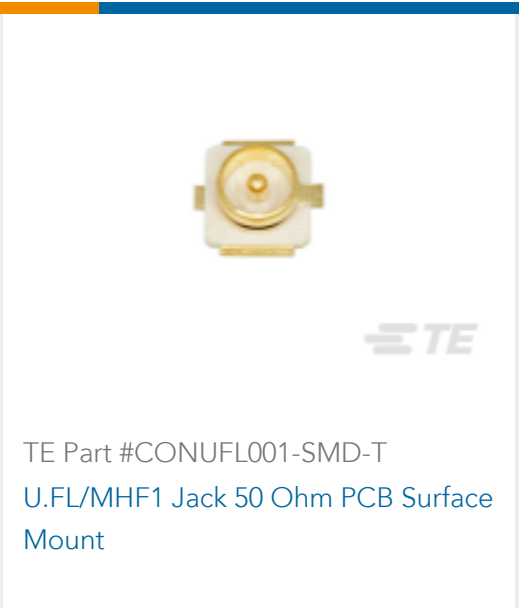 TE
TE Part #CONUFL001-SMD-T
U.FL/MHF1 Jack 50 Ohm PCB Surface
Mount